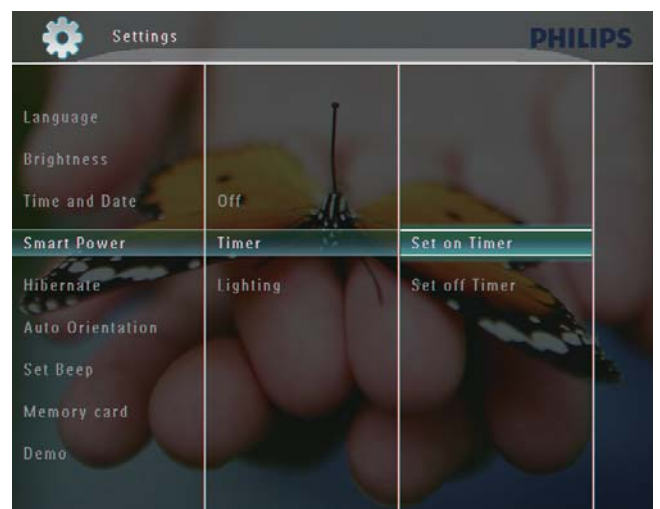 Settings
PHILIPS
Language
Brightness
Time and Date
Off
Smart Power
Timer
Set on Timer
Hibernate
Lighting
Set off Timer
Auto Orientation
Set Beep
Memory card
Demo